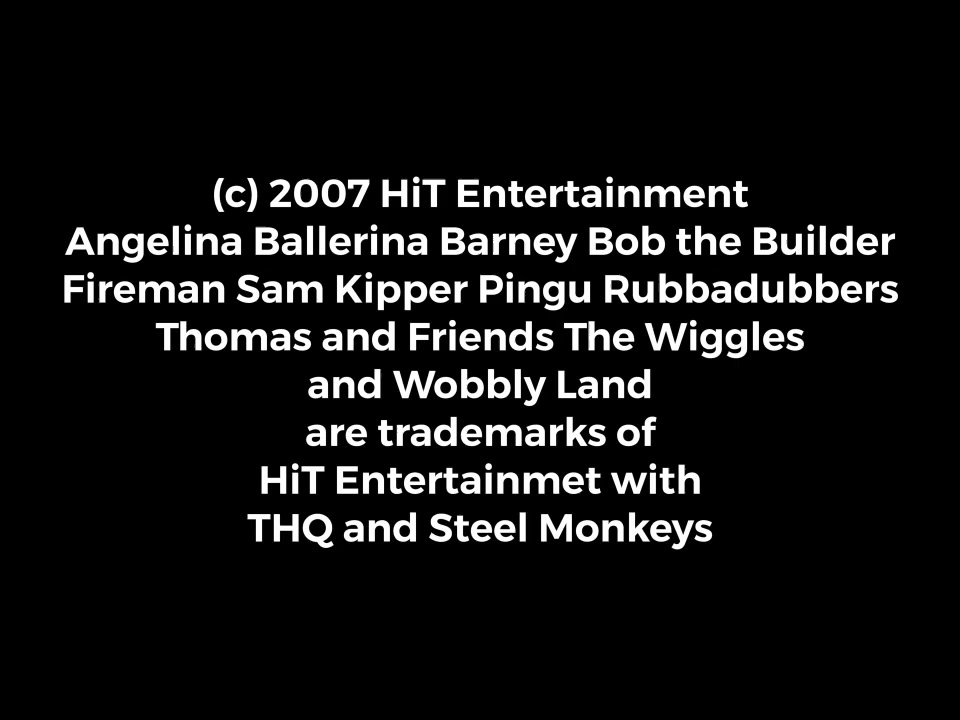 (c) 2007 HiT Entertainment
Angelina Ballerina Barney Bob the Builder
Fireman Sam Kipper Pingu Rubbadubbers
Thomas and Friends The Wiggles
and Wobbly Land
are trademarks of
HiT Entertainmet with
THQ and Steel Monkeys